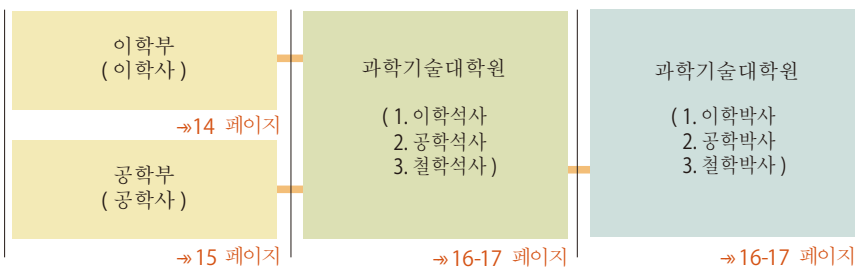 이학부
( 이학사 )
→14 페이지
공학부
( 공학사 )
→15 페이지
과학기술대학원
( 1. 이학석사
2. 공학석사
3. 철학석사 )
→16-17 페이지
과학기술대학원
( 1. 이학박사
2. 공학박사
3. 철학박사 )
→16-17 페이지